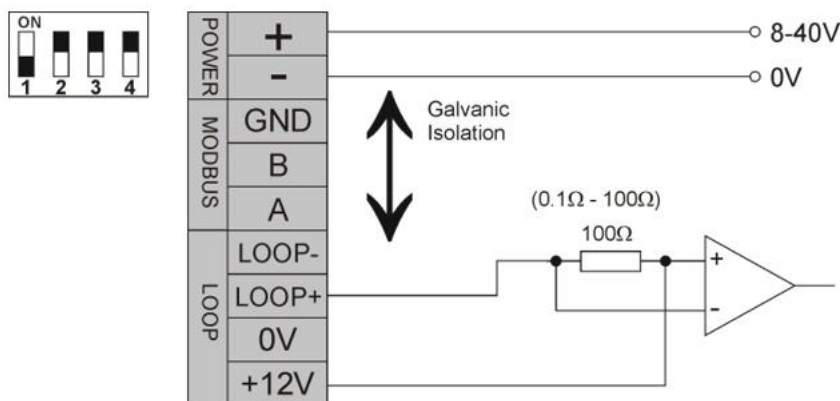 ON
1 2 3 4
POWER
+
-
MODBUS
GND
B
A
LOOP
LOOP-
LOOP+
0V
+12V
8-40V
0V
Galvanic
Isolation
(0.1Ω - 100Ω)
100Ω
+
-